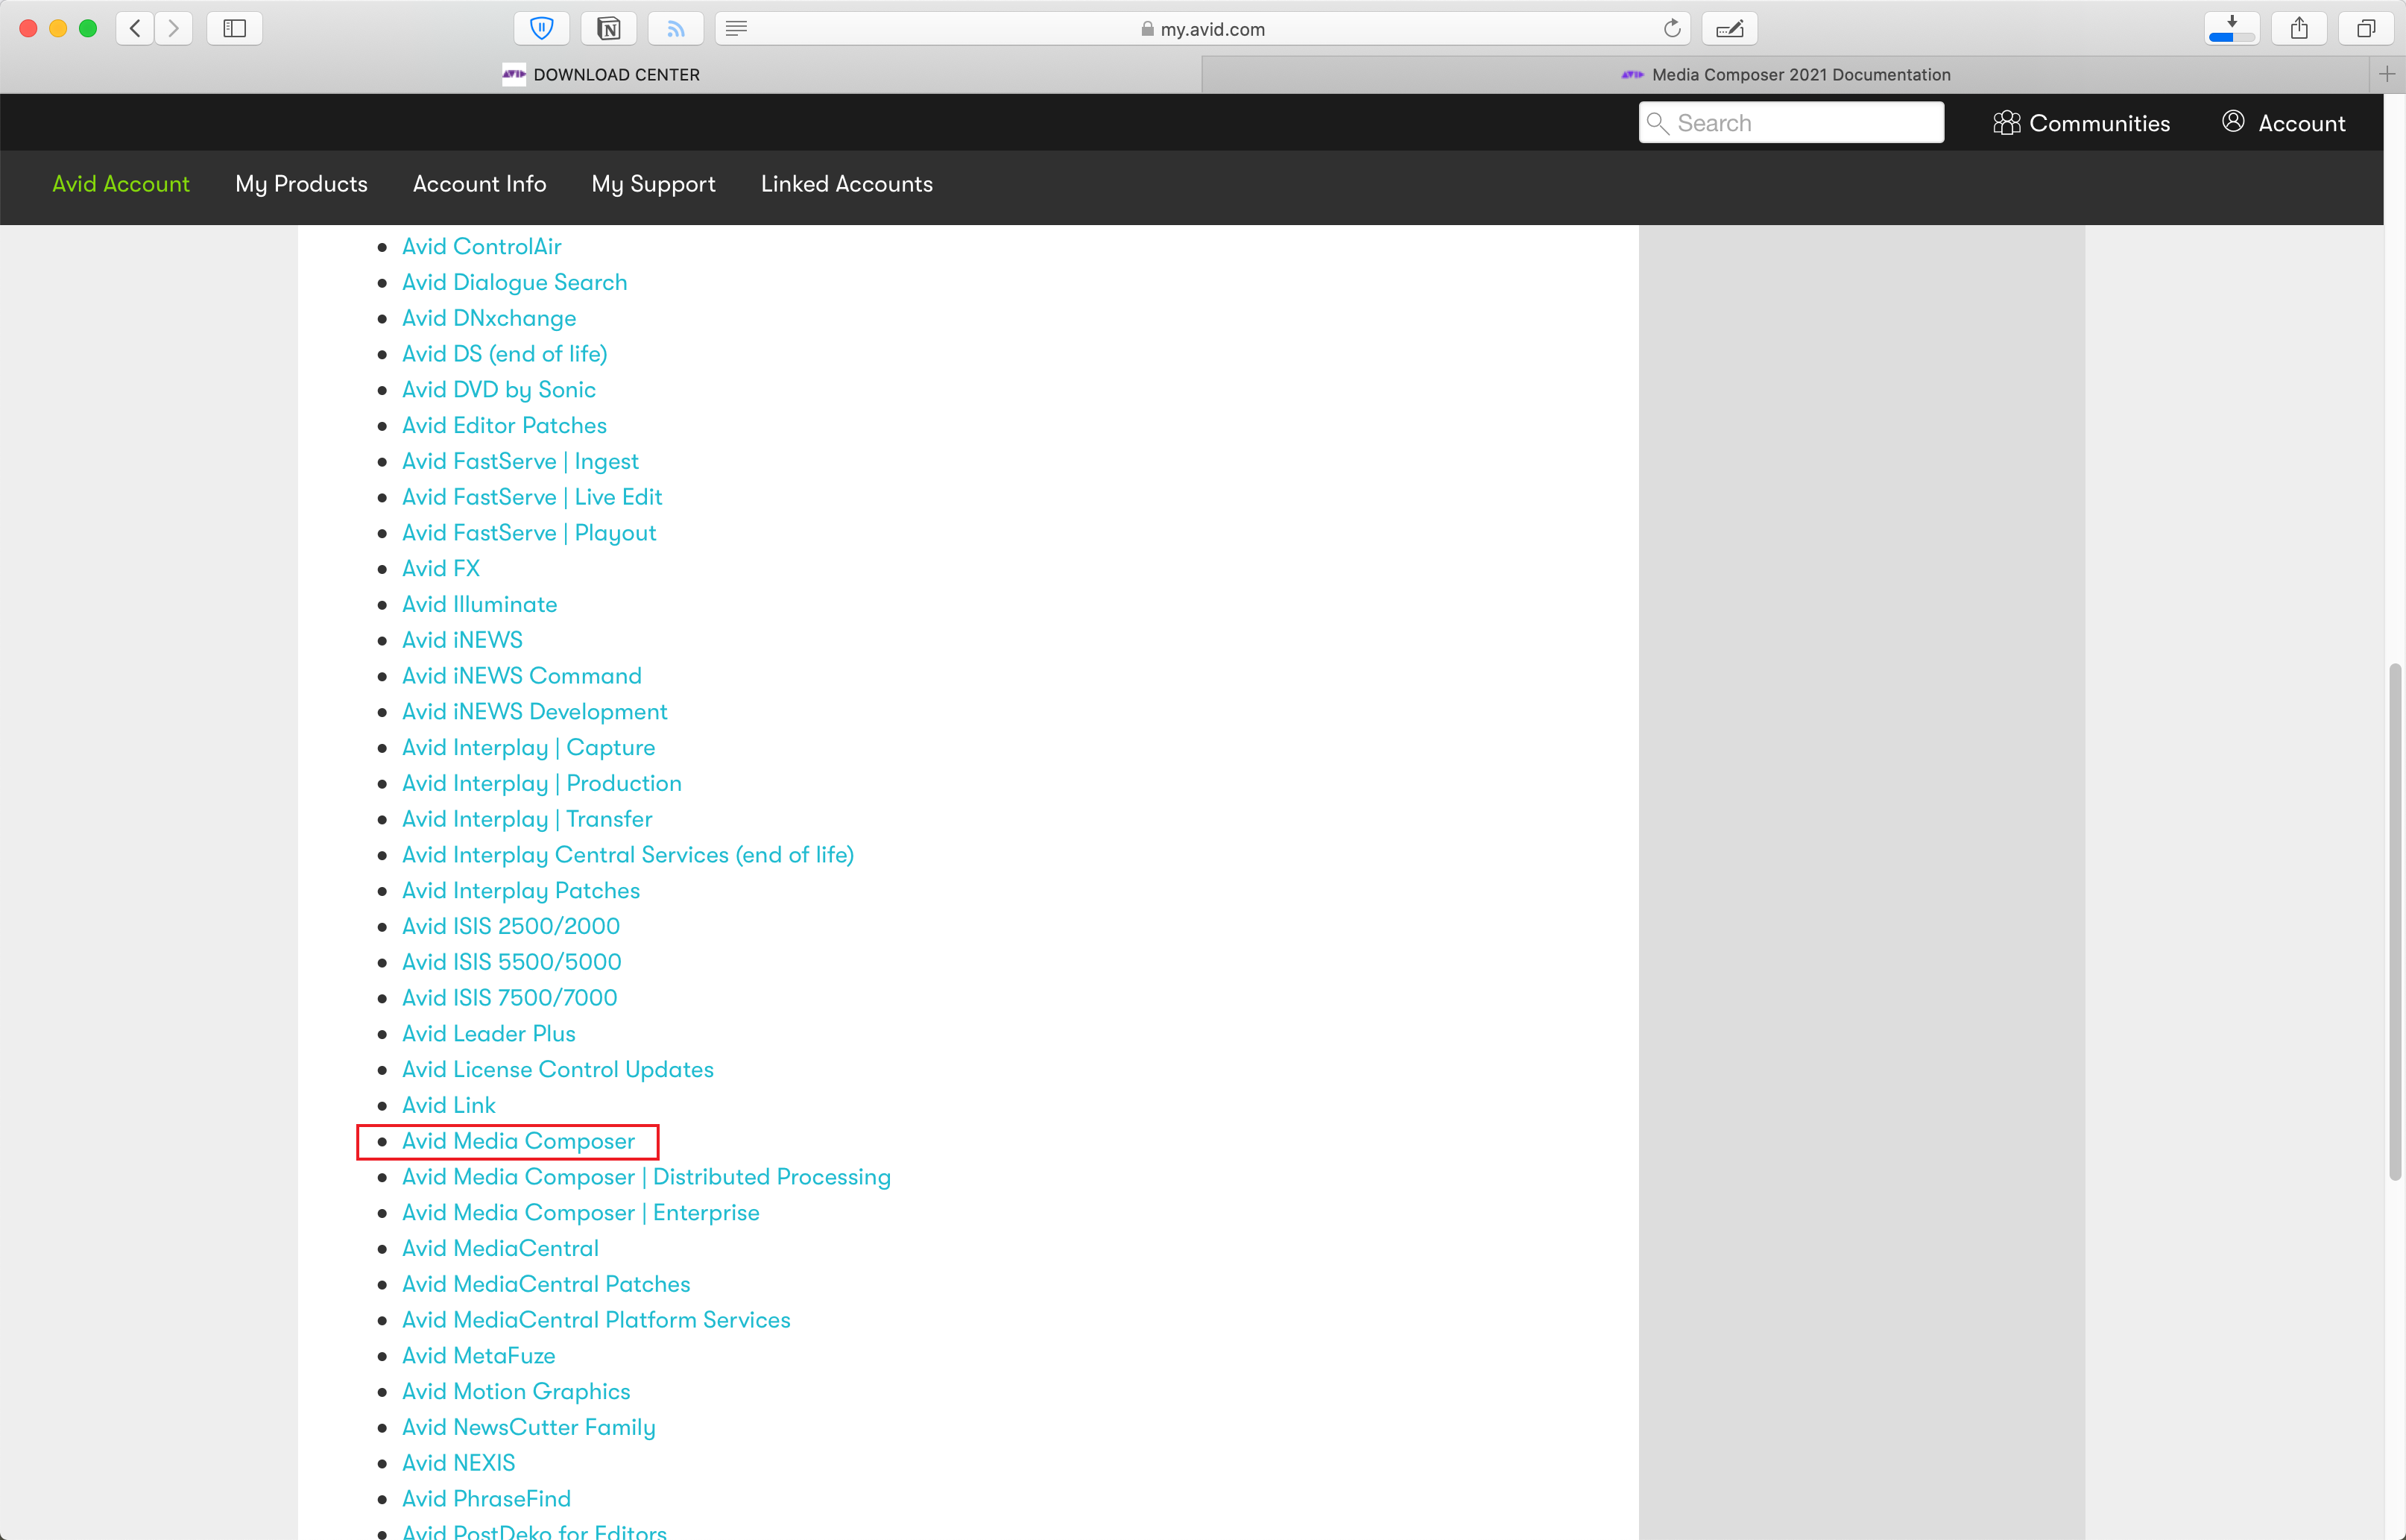 my.avid.com
AVID DOWNLOAD CENTER
AVID Media Composer 2021 Documentation
Search
Communities
Account
Avid Account
My Products
Account Info
My Support
Linked Accounts
Avid ControlAir
Avid Dialogue Search
Avid DNxchange
Avid DS (end of life)
Avid DVD by Sonic
Avid Editor Patches
Avid FastServe | Ingest
Avid FastServe | Live Edit
Avid FastServe | Playout
Avid FX
Avid Illuminate
Avid iNEWS
Avid iNEWS Command
Avid iNEWS Development
Avid Interplay | Capture
Avid Interplay | Production
Avid Interplay | Transfer
Avid Interplay Central Services (end of life)
Avid Interplay Patches
Avid ISIS 2500/2000
Avid ISIS 5500/5000
Avid ISIS 7500/7000
Avid Leader Plus
Avid License Control Updates
Avid Link
Avid Media Composer
Avid Media Composer | Distributed Processing
Avid Media Composer | Enterprise
Avid MediaCentral
Avid MediaCentral Patches
Avid MediaCentral Platform Services
Avid MetaFuze
Avid Motion Graphics
Avid NewsCutter Family
Avid NEXIS
Avid PhraseFind
Avid PostDeko for Editors